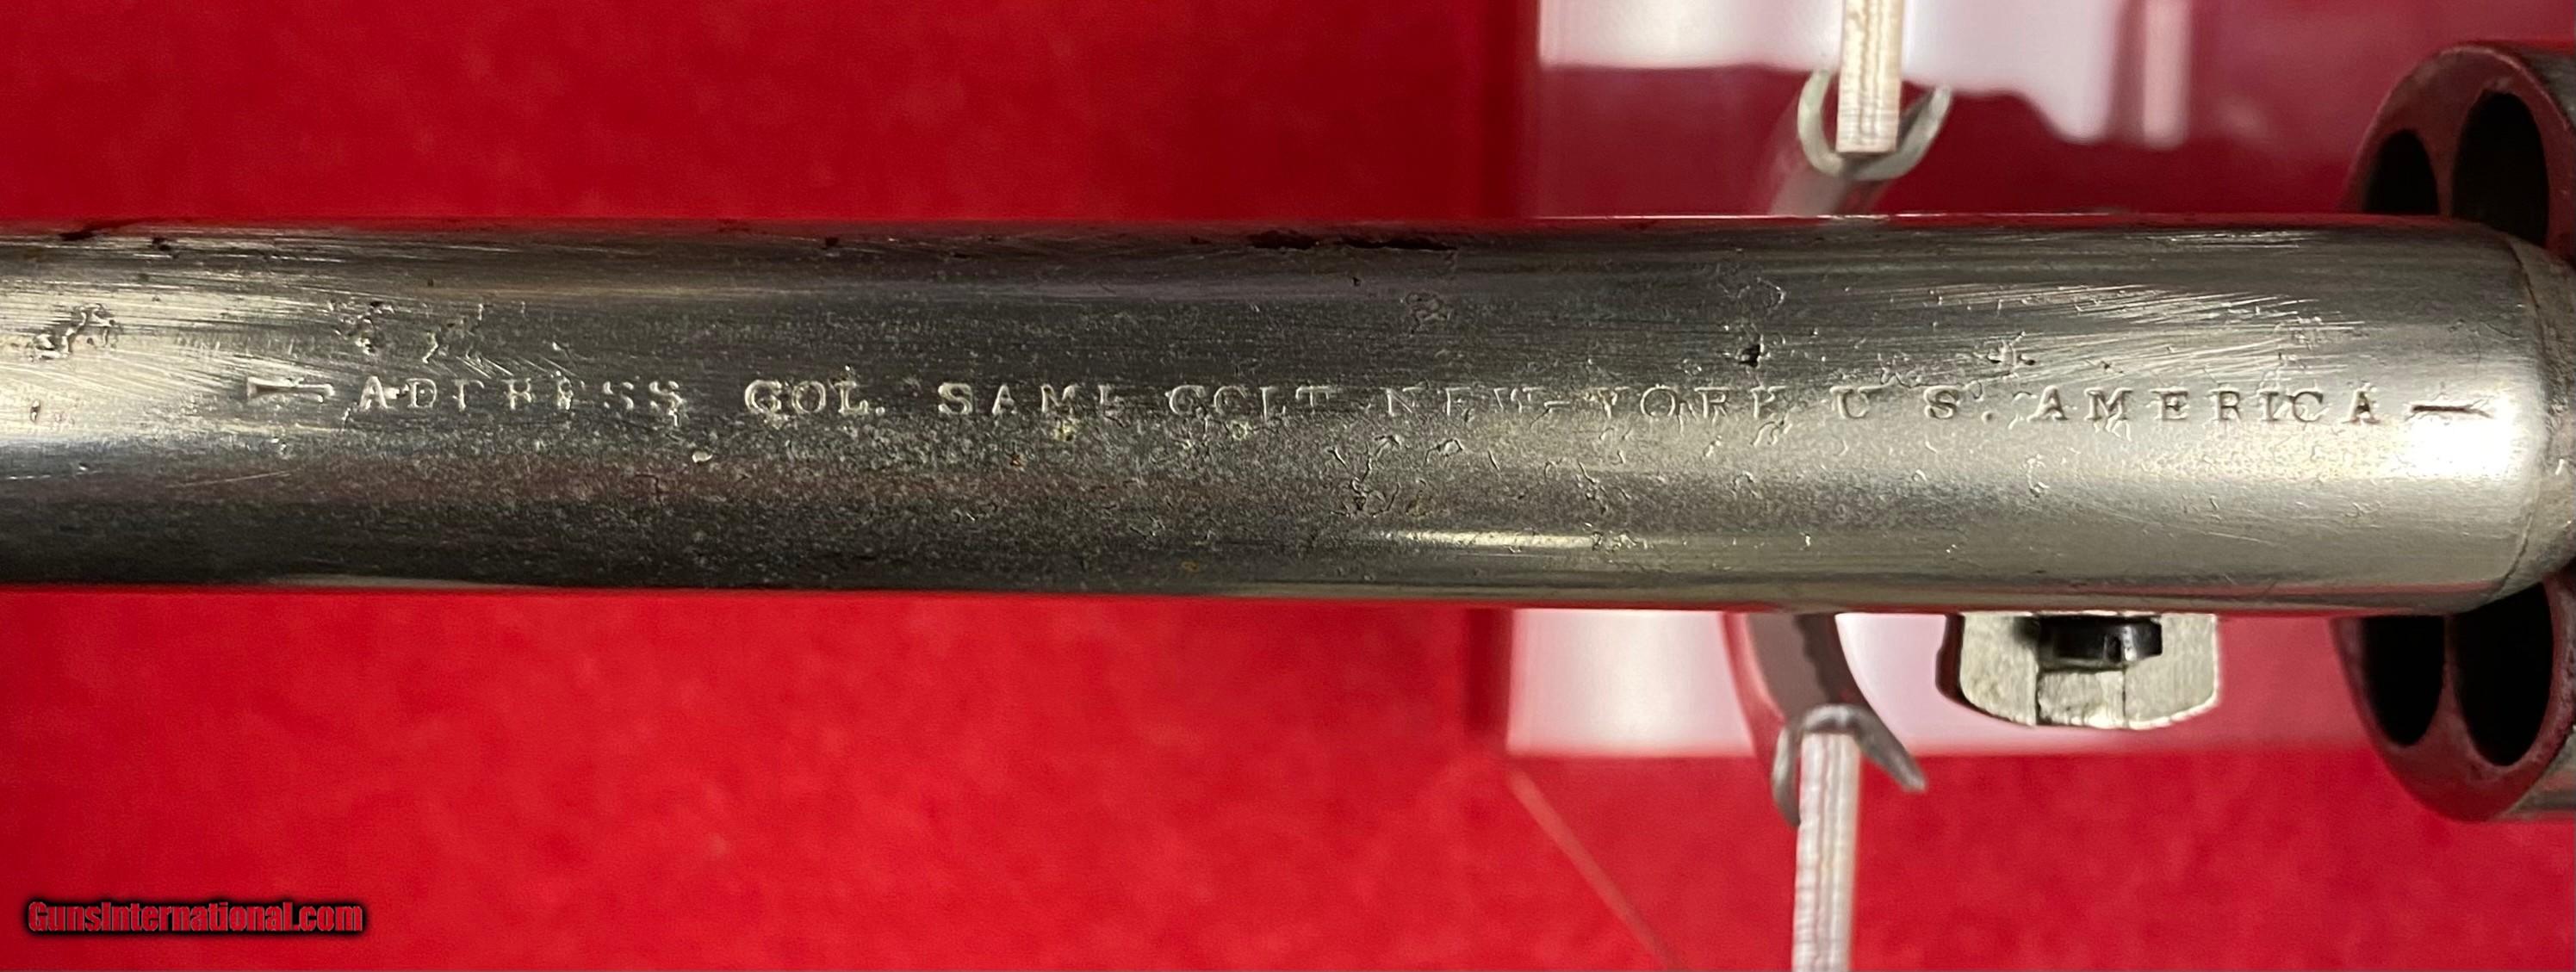 — ADDRESS COL. SAML COLT NEW-YORK U.S. AMERICA —
GunsInternational.com